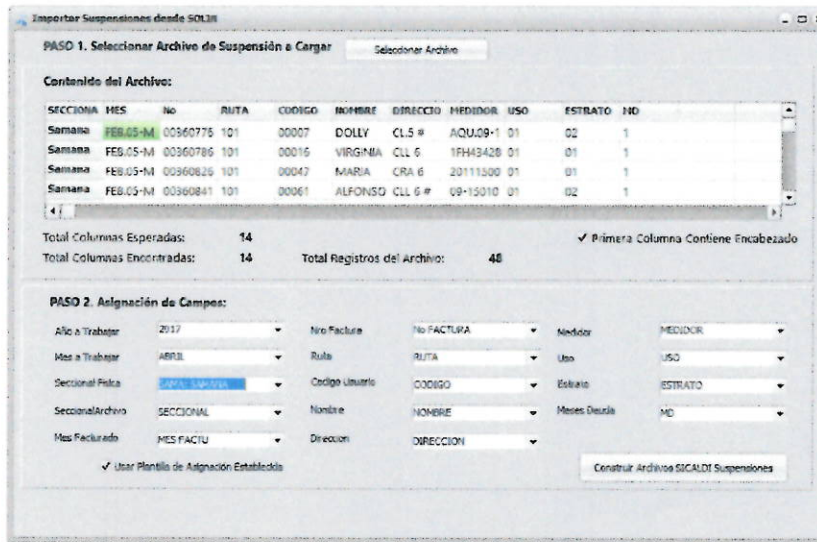 Importar Suspensiones desde SOLIN
PASO 1. Seleccionar Archivo de Suspensión a Cargar Seleccionar Archivo
Contenido del Archivo:
SECCIONA MES No RUTA CODIGO NOMBRE DIRECCIO MEDIDOR USO ESTRATO MD
Samana FEB.05-M 00360776 101 00007 DOLLY CL.5 # AQU.09-1 01 02 1
Samana FEB.05-M 00360786 101 00016 VIRGINIA CLL 6 1FH43428 01 01 1
Samana FEB.05-M 00360826 101 00047 MARIA CRA 6 20111500 01 01 1
Samana FEB.05-M 00360841 101 00061 ALFONSO CLL 6 # 09-15010 01 02 1
Total Columnas Esperadas: 14 ✓ Primera Columna Contiene Encabezado
Total Columnas Encontradas: 14 Total Registros del Archivo: 48
PASO 2. Asignación de Campos:
Año a Trabajar 2017 Nro Factura No FACTURA Medidor MEDIDOR
Mes a Trabajar ABRIL Ruta RUTA Uso USO
Seccional Fisica SAMAANA Codigo Usuario CODIGO Estrato ESTRATO
SeccionalArchivo SECCIONAL Nombre NOMBRE Meses Deuda MD
Mes Facturado MES FACTU Direccion DIRECCION
✓ Usar Plantilla de Asignación Establecida Construir Archivos SICALDI Suspensiones